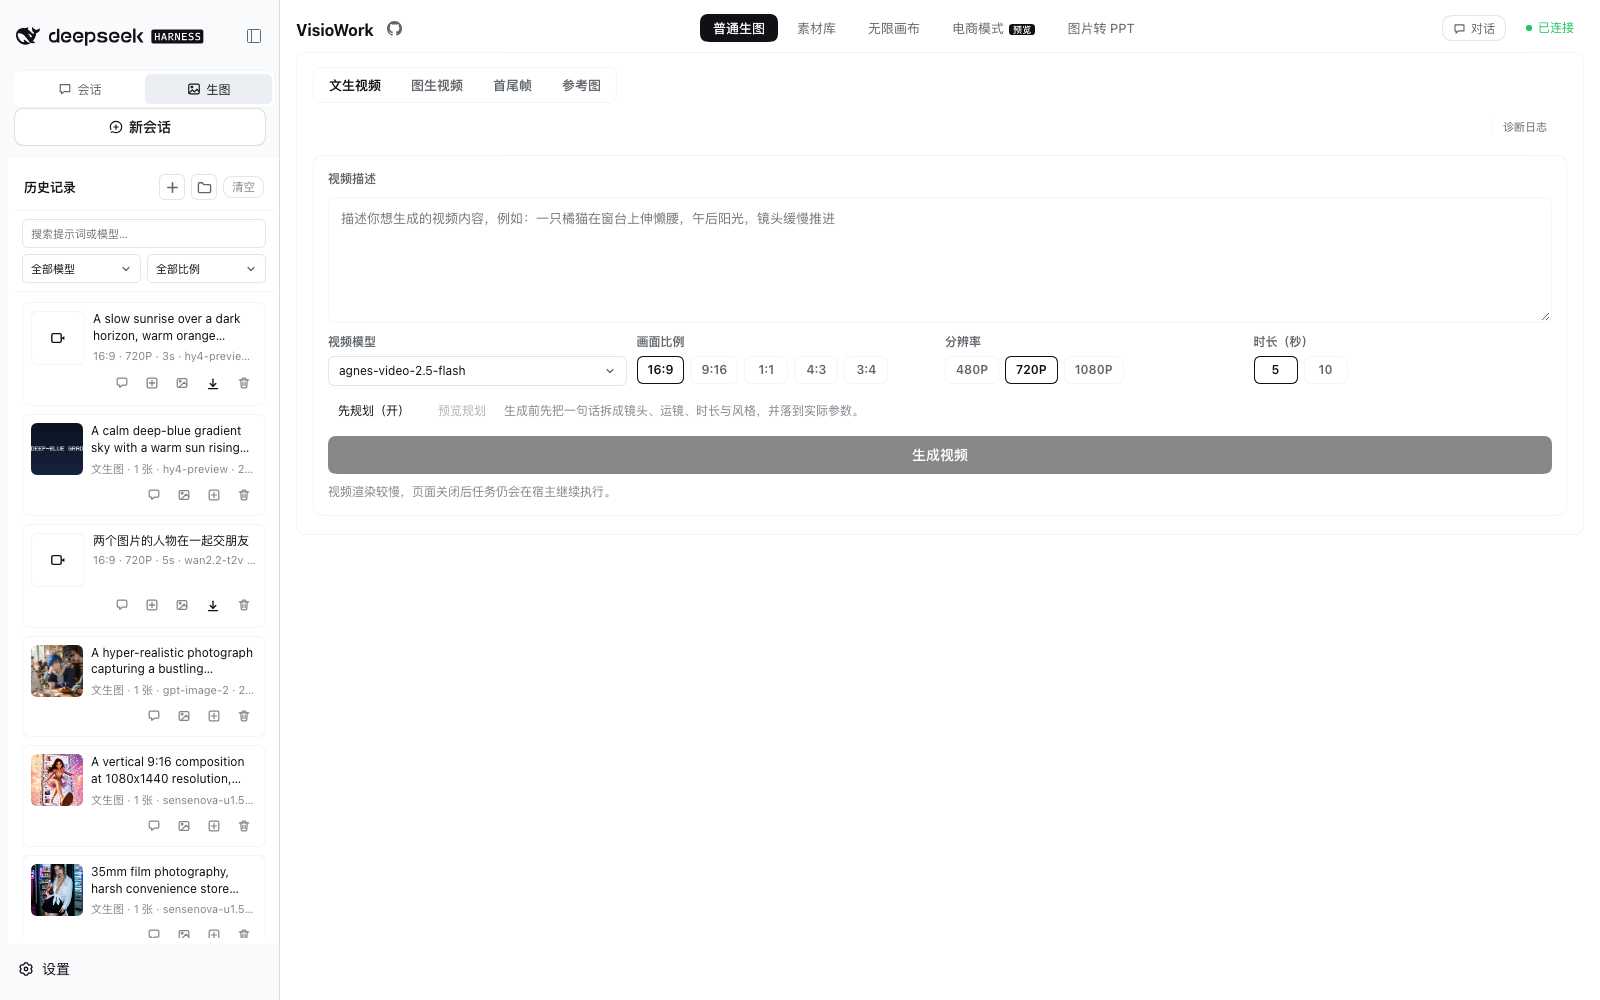 deepseek HARNESS
会话
生图
新会话
历史记录
清空
搜索提示词或模型...
全部模型
全部比例
A slow sunrise over a dark
horizon, warm orange...
16:9 · 720P · 3s · hy4-previe...
A calm deep-blue gradient
sky with a warm sun rising...
文生图 · 1 张 · hy4-preview · 2...
DEEP-BLUE GRAD
两个图片的人物在一起交朋友
16:9 · 720P · 5s · wan2.2-t2v ...
A hyper-realistic photograph
capturing a bustling...
文生图 · 1 张 · gpt-image-2 · 2...
A vertical 9:16 composition
at 1080x1440 resolution,...
文生图 · 1 张 · sensenova-u1.5...
35mm film photography,
harsh convenience store...
文生图 · 1 张 · sensenova-u1.5...
设置
VisioWork
普通生图
素材库
无限画布
电商模式 预览
图片转 PPT
对话
已连接
文生视频
图生视频
首尾帧
参考图
诊断日志
视频描述
描述你想生成的视频内容，例如：一只橘猫在窗台上伸懒腰，午后阳光，镜头缓慢推进
视频模型
agnes-video-2.5-flash
画面比例
16:9
9:16
1:1
4:3
3:4
分辨率
480P
720P
1080P
时长（秒）
5
10
先规划（开）
预览规划
生成前先把一句话拆成镜头、运镜、时长与风格，并落到实际参数。
生成视频
视频渲染较慢，页面关闭后任务仍会在宿主继续执行。